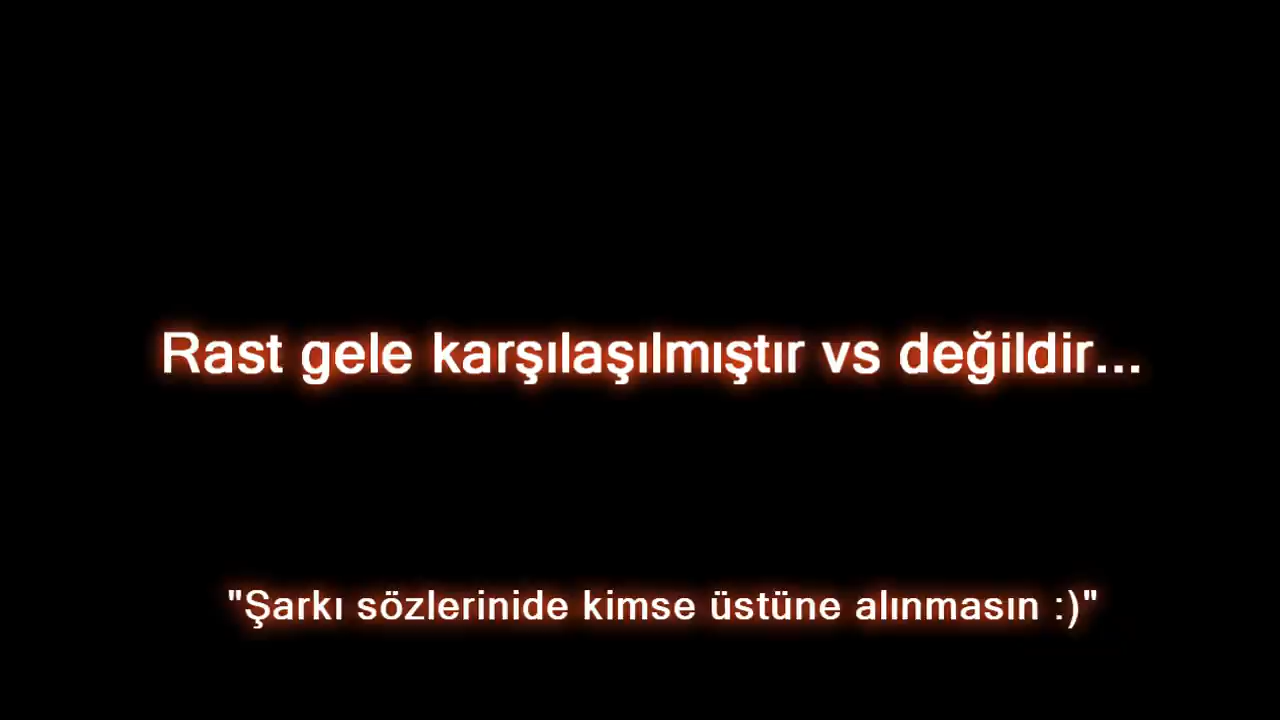 Rast gele karşılaşılmıştır vs değildir...
"Şarkı sözlerinide kimse üstüne alınmasın :)"